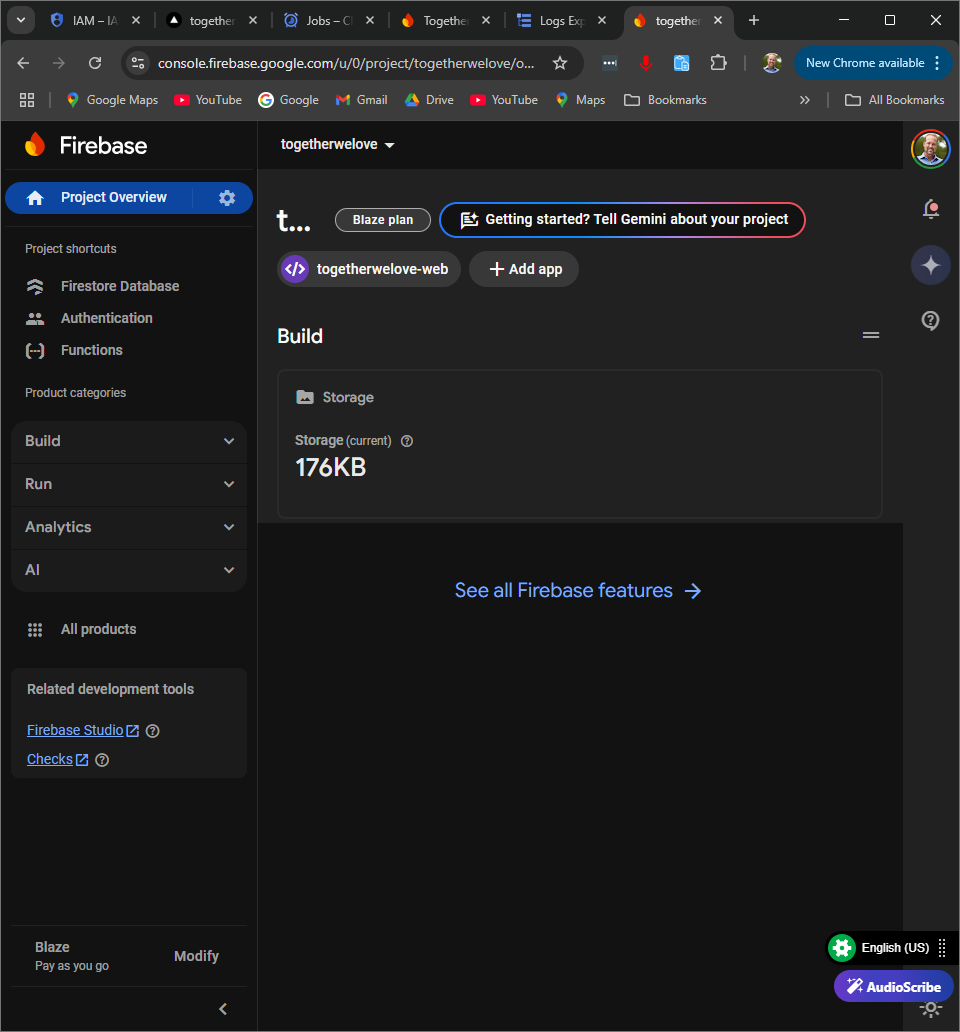 IAM – IA
together
Jobs – Cl
Togethe
Logs Exp
togethe
console.firebase.google.com/u/0/project/togetherwelove/o...
New Chrome available
Google Maps
YouTube
Google
Gmail
Drive
YouTube
Maps
Bookmarks
»
All Bookmarks
Firebase
togetherwelove
Project Overview
t...
Blaze plan
Getting started? Tell Gemini about your project
togetherwelove-web
+ Add app
Project shortcuts
Firestore Database
Authentication
Functions
Product categories
Build
Run
Analytics
AI
All products
Related development tools
Firebase Studio
Checks
Blaze
Pay as you go
Modify
Build
Storage
Storage (current)
176KB
See all Firebase features →
English (US)
AudioScribe